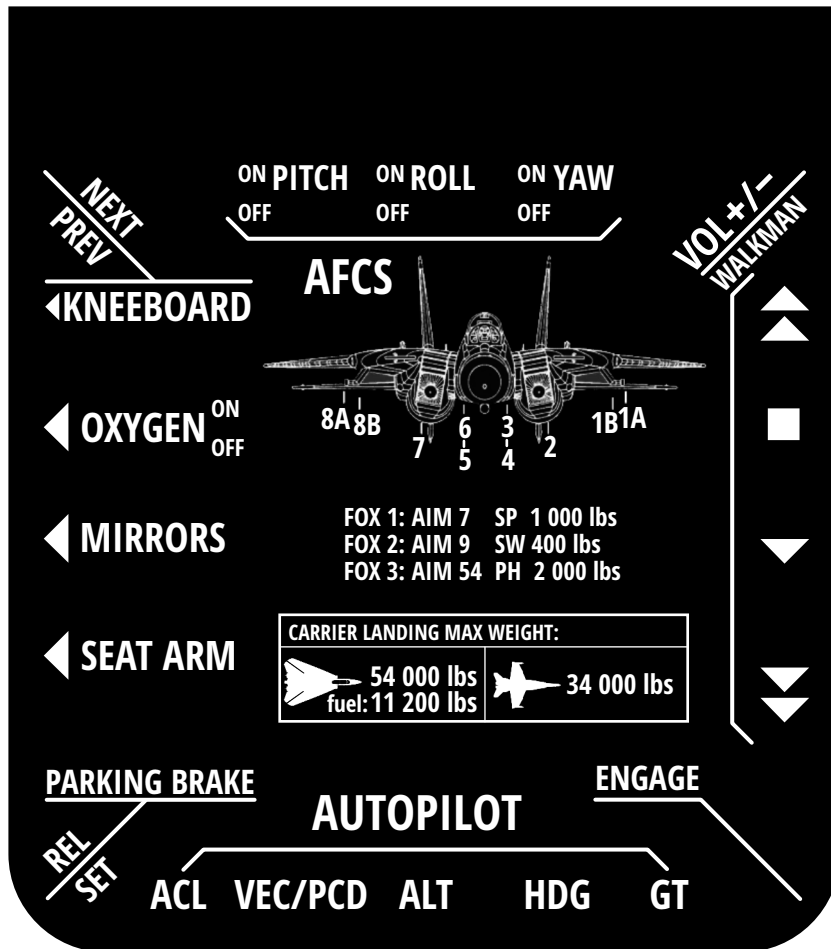 ON PITCH ON ROLL ON YAW
OFF OFF OFF
NEXT
PREV
VOL +/−
WALKMAN
AFCS
KNEEBOARD
8A 8B 7 6 5 3 4 2 1B 1A
OXYGEN ON
OFF
MIRRORS
FOX 1: AIM 7 SP 1 000 lbs
FOX 2: AIM 9 SW 400 lbs
FOX 3: AIM 54 PH 2 000 lbs
SEAT ARM
CARRIER LANDING MAX WEIGHT:
54 000 lbs
fuel: 11 200 lbs
34 000 lbs
PARKING BRAKE
REL
SET
ENGAGE
AUTOPILOT
ACL VEC/PCD ALT HDG GT